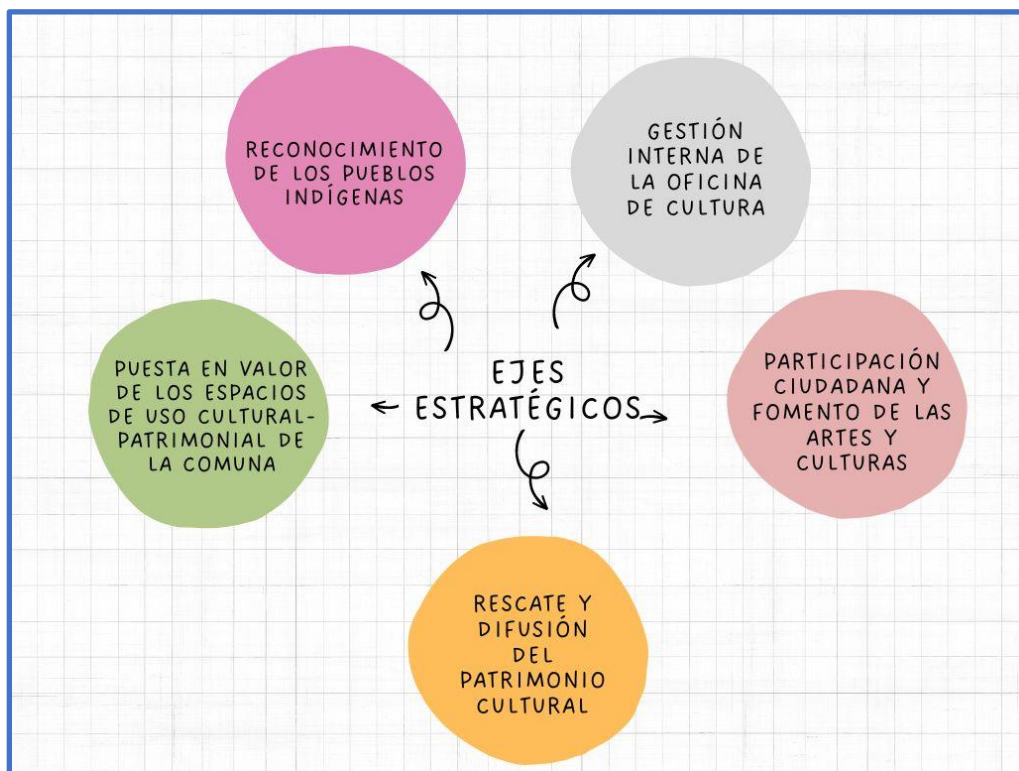 RECONOCIMIENTO
DE LOS PUEBLOS
INDÍGENAS
GESTIÓN
INTERNA DE
LA OFICINA
DE CULTURA
PUESTA EN VALOR
DE LOS ESPACIOS
DE USO CULTURAL-
PATRIMONIAL DE
LA COMUNA
EJES
ESTRATÉGICOS
PARTICIPACIÓN
CIUDADANA Y
FOMENTO DE LAS
ARTES Y
CULTURAS
RESCATE Y
DIFUSIÓN
DEL
PATRIMONIO
CULTURAL